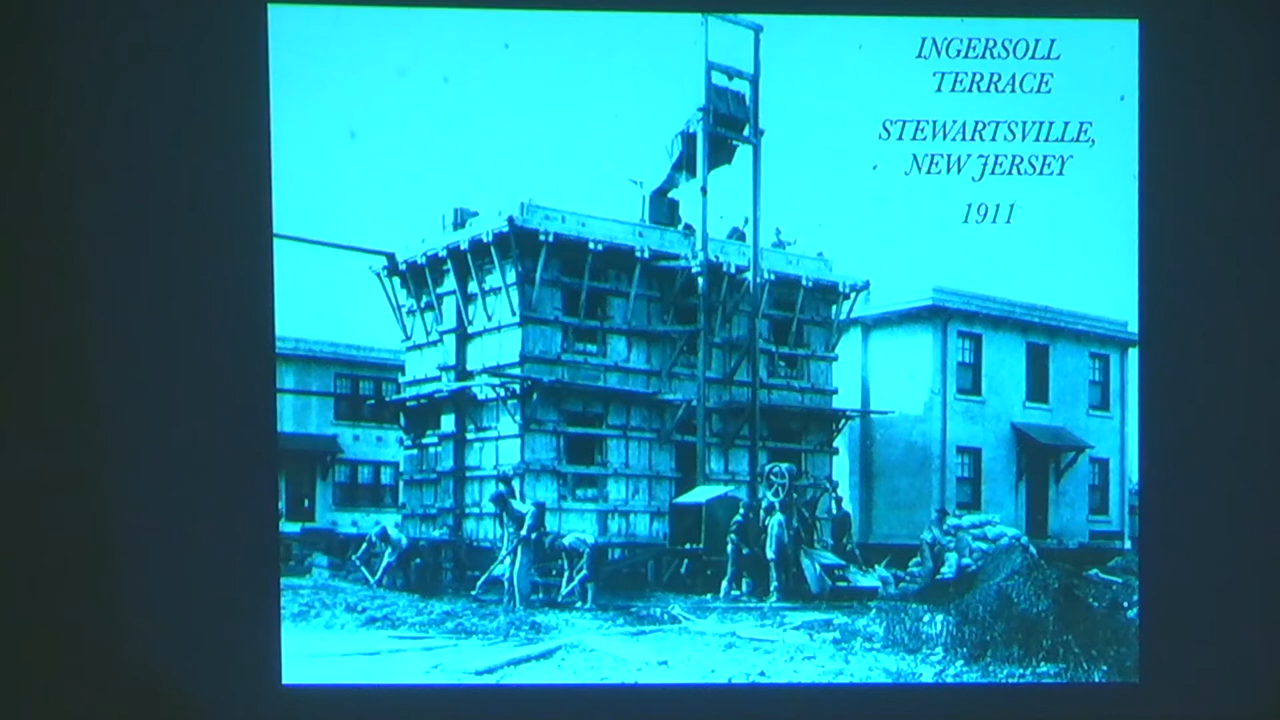 INGERSOLL
TERRACE
STEWARTSVILLE,
NEW JERSEY
1911